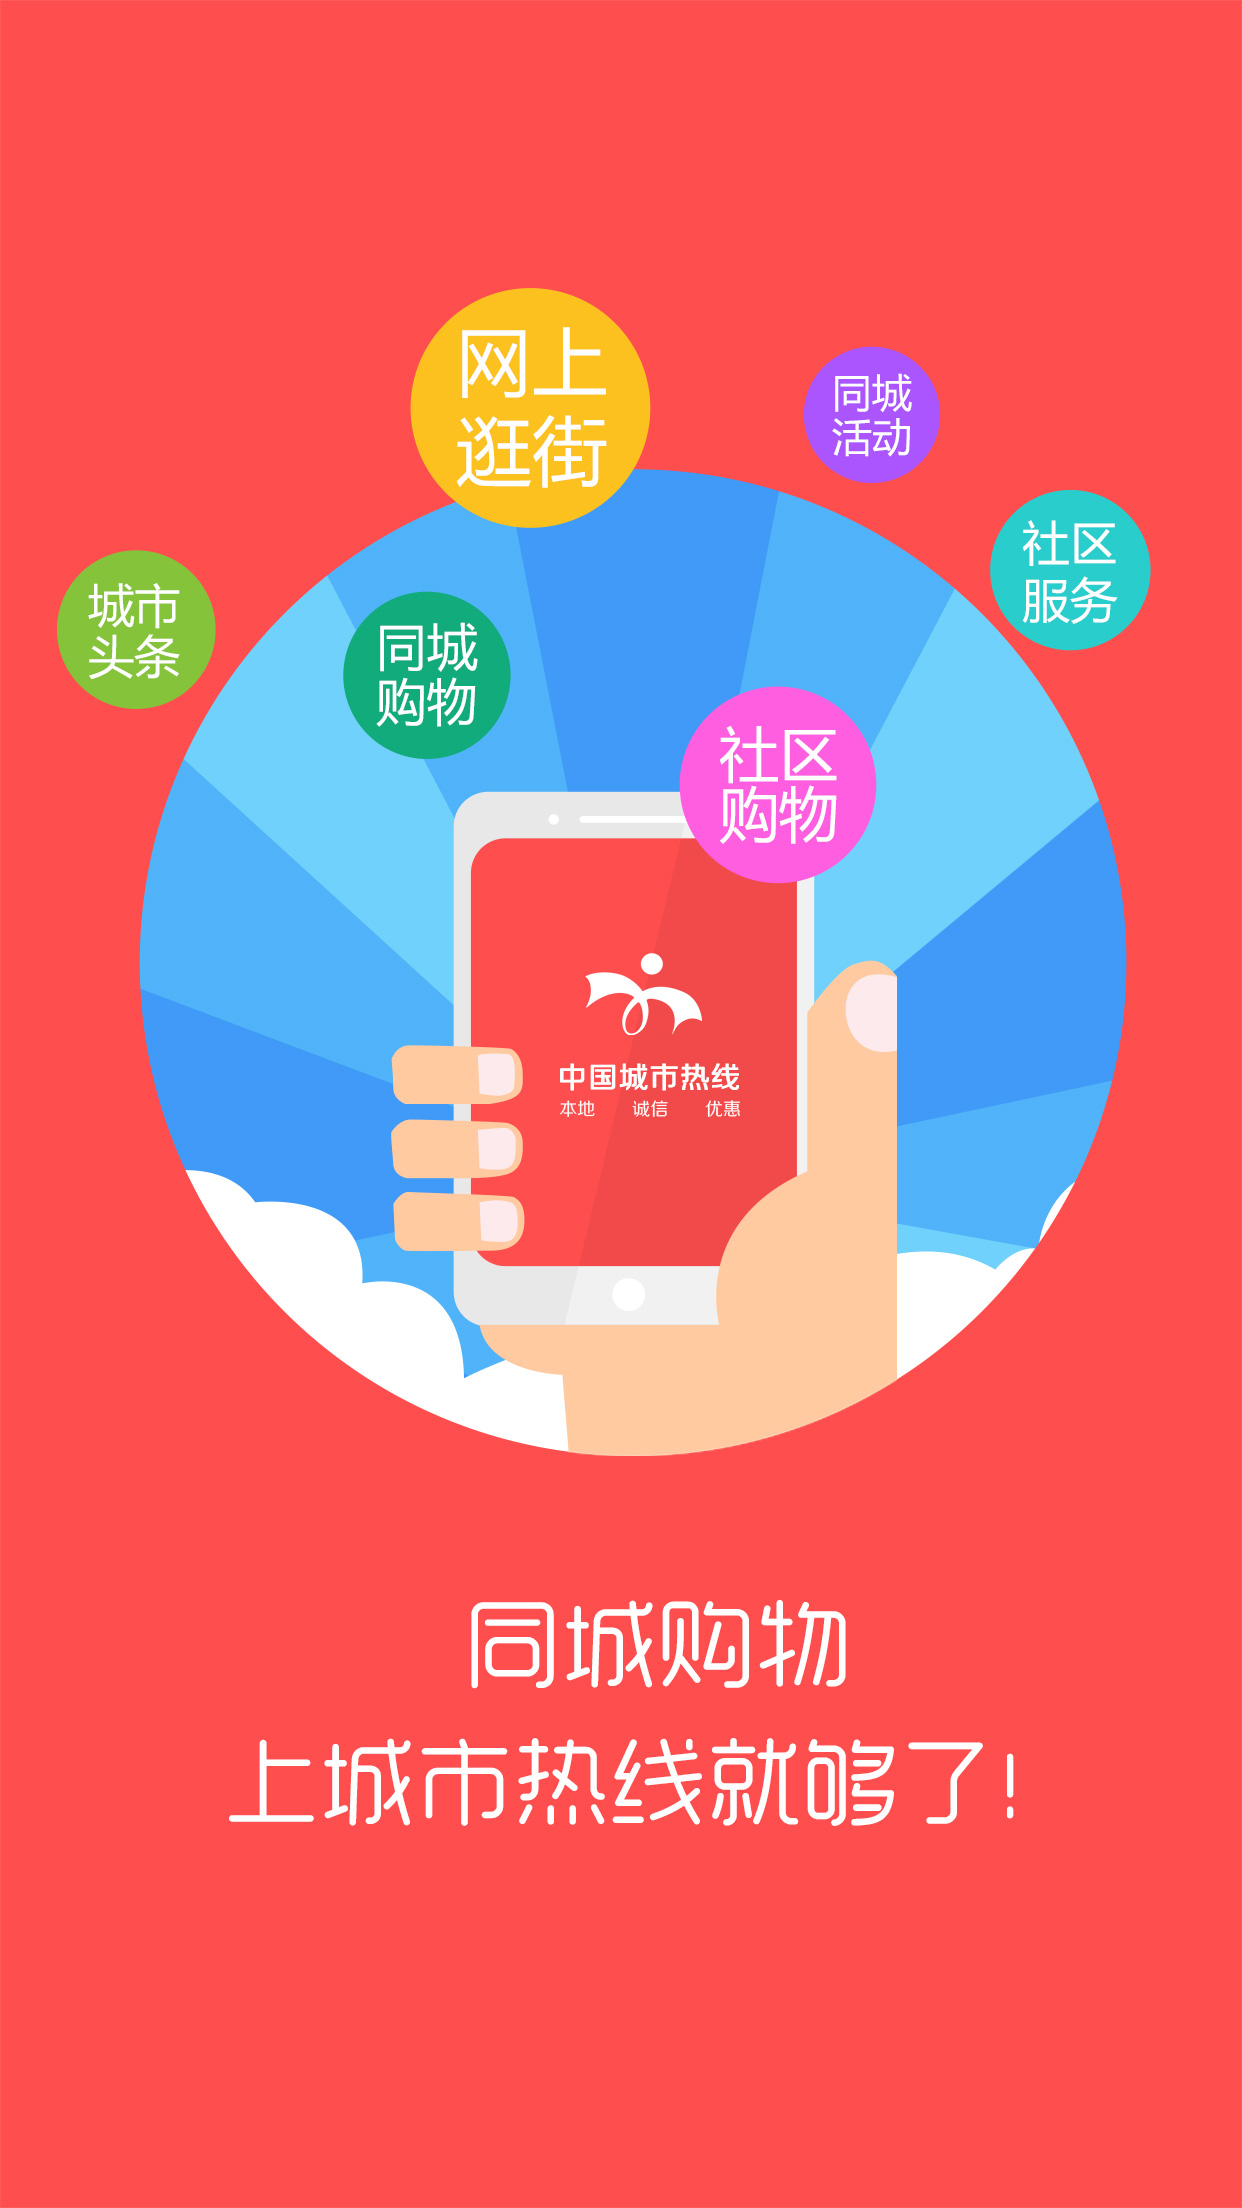 网上
逛街
同城
活动
社区
服务
城市
头条
同城
购物
社区
购物
中国城市热线
本地 诚信 优惠
同城购物
上城市热线就够了!